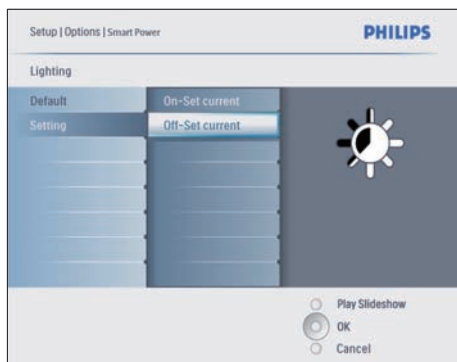 Setup | Options | Smart Power
PHILIPS
Lighting
Default
On-Set current
Setting
Off-Set current
Play Slideshow
OK
Cancel